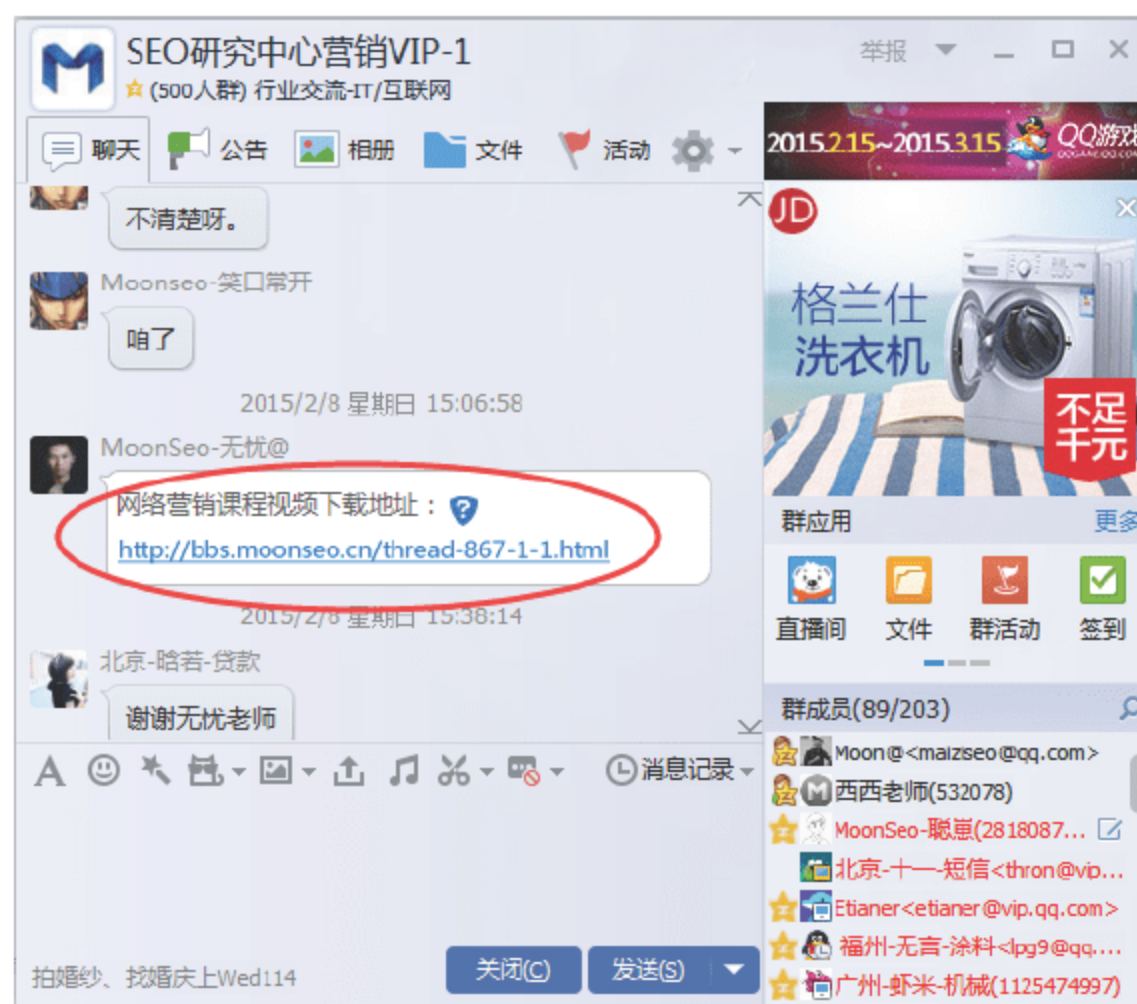 SEO研究中心营销VIP-1
举报
(500人群) 行业交流-IT/互联网
聊天 公告 相册 文件 活动
不清楚呀。
Moonseo-笑口常开
咱了
2015/2/8 星期日 15:06:58
MoonSeo-无忧@
网络营销课程视频下载地址：
http://bbs.moonseo.cn/thread-867-1-1.html
2015/2/8 星期日 15:38:14
北京-晗若-贷款
谢谢无忧老师
消息记录
拍婚纱、找婚庆上Wed114
关闭(C) 发送(S)
2015.2.15~2015.3.15 QQ游戏
QQGAME.QQ.COM
JD
格兰仕
洗衣机
不足
千元
群应用 更多
直播间 文件 群活动 签到
群成员(89/203)
Moon@<maiziseo@qq.com>
西西老师(532078)
MoonSeo-聪崽(2818087...
北京-十一-短信<thron@vip...
Etianer<etianer@vip.qq.com>
福州-无言-涂料<lpg9@qq....
广州-虾米-机械(1125474997)